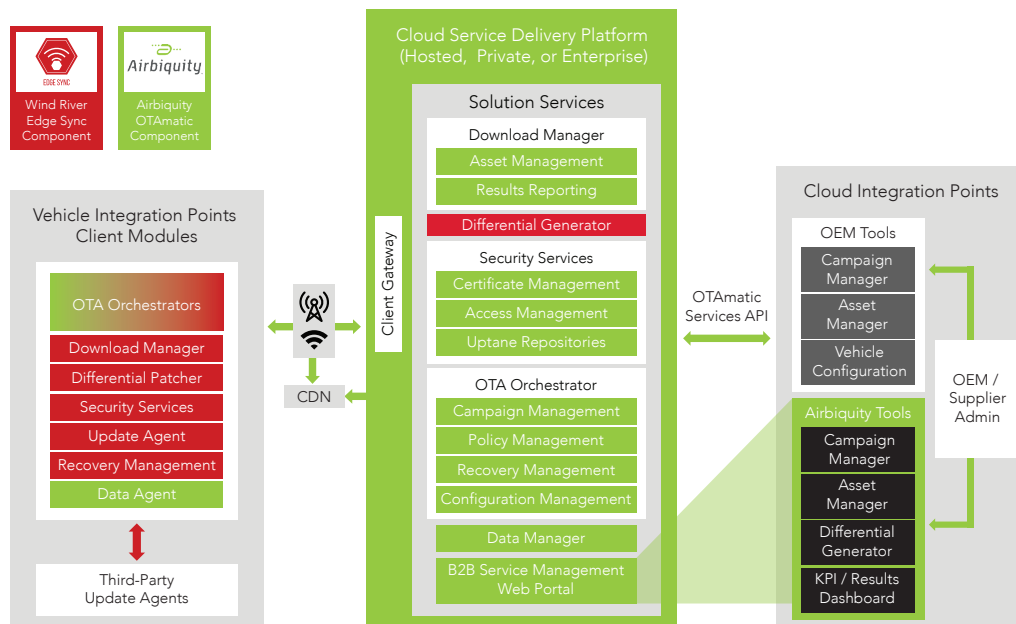 EDGE SYNC
Wind River
Edge Sync
Component
Airbiquity
Airbiquity
OTAmatic
Component
Vehicle Integration Points
Client Modules
OTA Orchestrators
Download Manager
Differential Patcher
Security Services
Update Agent
Recovery Management
Data Agent
Third-Party
Update Agents
CDN
Cloud Service Delivery Platform
(Hosted, Private, or Enterprise)
Client Gateway
Solution Services
Download Manager
Asset Management
Results Reporting
Differential Generator
Security Services
Certificate Management
Access Management
Uptane Repositories
OTA Orchestrator
Campaign Management
Policy Management
Recovery Management
Configuration Management
Data Manager
B2B Service Management
Web Portal
OTAmatic
Services API
Cloud Integration Points
OEM Tools
Campaign
Manager
Asset
Manager
Vehicle
Configuration
Airbiquity Tools
Campaign
Manager
Asset
Manager
Differential
Generator
KPI / Results
Dashboard
OEM /
Supplier
Admin